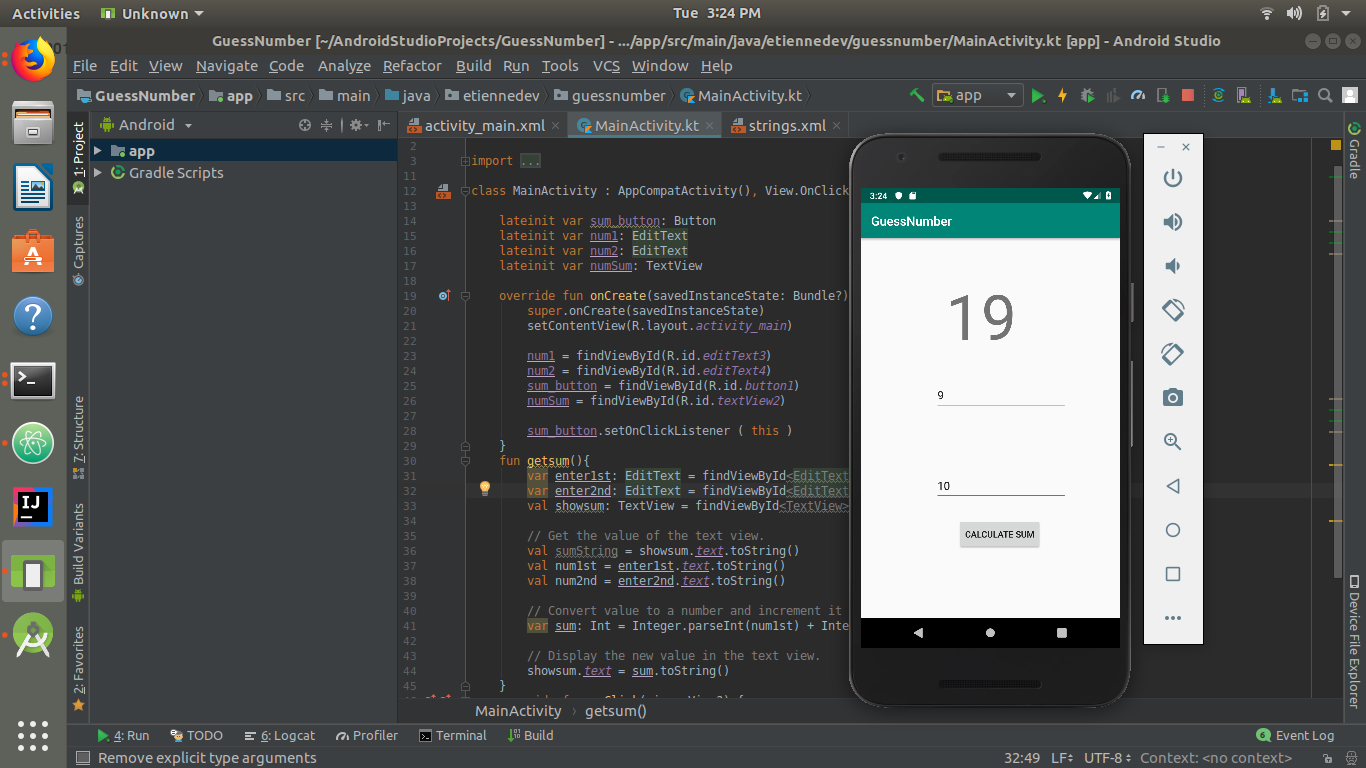 Activities Unknown Tue 3:24 PM
GuessNumber [~/AndroidStudioProjects/GuessNumber] - .../app/src/main/java/etiennedev/guessnumber/MainActivity.kt [app] - Android Studio
File Edit View Navigate Code Analyze Refactor Build Run Tools VCS Window Help
GuessNumber app src main java etiennedev guessnumber MainActivity.kt app
Android
app
Gradle Scripts
1: Project
Captures
7: Structure
Build Variants
2: Favorites
activity_main.xml MainActivity.kt strings.xml
2
3 import ...
11
12 class MainActivity : AppCompatActivity(), View.OnClick
13
14 lateinit var sum_button: Button
15 lateinit var num1: EditText
16 lateinit var num2: EditText
17 lateinit var numSum: TextView
18
19 override fun onCreate(savedInstanceState: Bundle?)
20 super.onCreate(savedInstanceState)
21 setContentView(R.layout.activity_main)
22
23 num1 = findViewById(R.id.editText3)
24 num2 = findViewById(R.id.editText4)
25 sum_button = findViewById(R.id.button1)
26 numSum = findViewById(R.id.textView2)
27
28 sum_button.setOnClickListener ( this )
29 }
30 fun getsum(){
31 var enter1st: EditText = findViewById<EditText
32 var enter2nd: EditText = findViewById<EditText
33 val showsum: TextView = findViewById<TextView>
34
35 // Get the value of the text view.
36 val sumString = showsum.text.toString()
37 val num1st = enter1st.text.toString()
38 val num2nd = enter2nd.text.toString()
39
40 // Convert value to a number and increment it
41 var sum: Int = Integer.parseInt(num1st) + Inte
42
43 // Display the new value in the text view.
44 showsum.text = sum.toString()
45 }
MainActivity › getsum()
3:24
GuessNumber
19
9
10
CALCULATE SUM
Gradle
Device File Explorer
4: Run TODO 6: Logcat Profiler Terminal Build 6 Event Log
Remove explicit type arguments 32:49 LF UTF-8 Context: <no context>